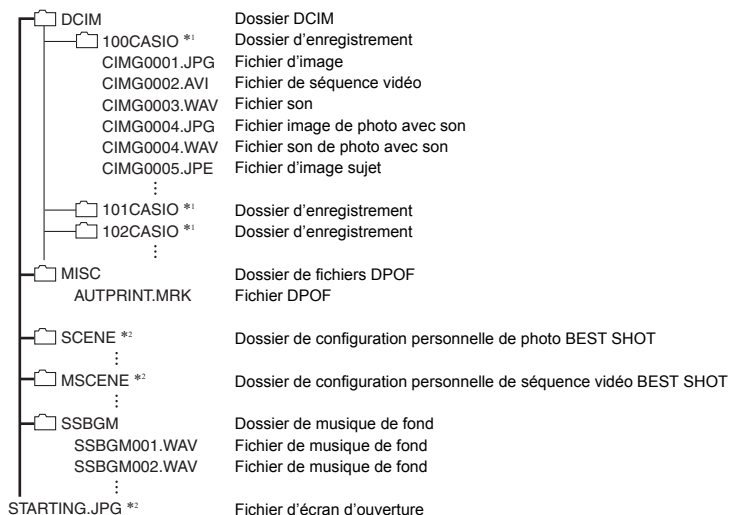 DCIM Dossier DCIM
100CASIO *1 Dossier d’enregistrement
CIMG0001.JPG Fichier d’image
CIMG0002.AVI Fichier de séquence vidéo
CIMG0003.WAV Fichier son
CIMG0004.JPG Fichier image de photo avec son
CIMG0004.WAV Fichier son de photo avec son
CIMG0005.JPE Fichier d’image sujet
101CASIO *1 Dossier d’enregistrement
102CASIO *1 Dossier d’enregistrement
MISC Dossier de fichiers DPOF
AUTPRINT.MRK Fichier DPOF
SCENE *2 Dossier de configuration personnelle de photo BEST SHOT
MSCENE *2 Dossier de configuration personnelle de séquence vidéo BEST SHOT
SSBGM Dossier de musique de fond
SSBGM001.WAV Fichier de musique de fond
SSBGM002.WAV Fichier de musique de fond
STARTING.JPG *2 Fichier d’écran d’ouverture